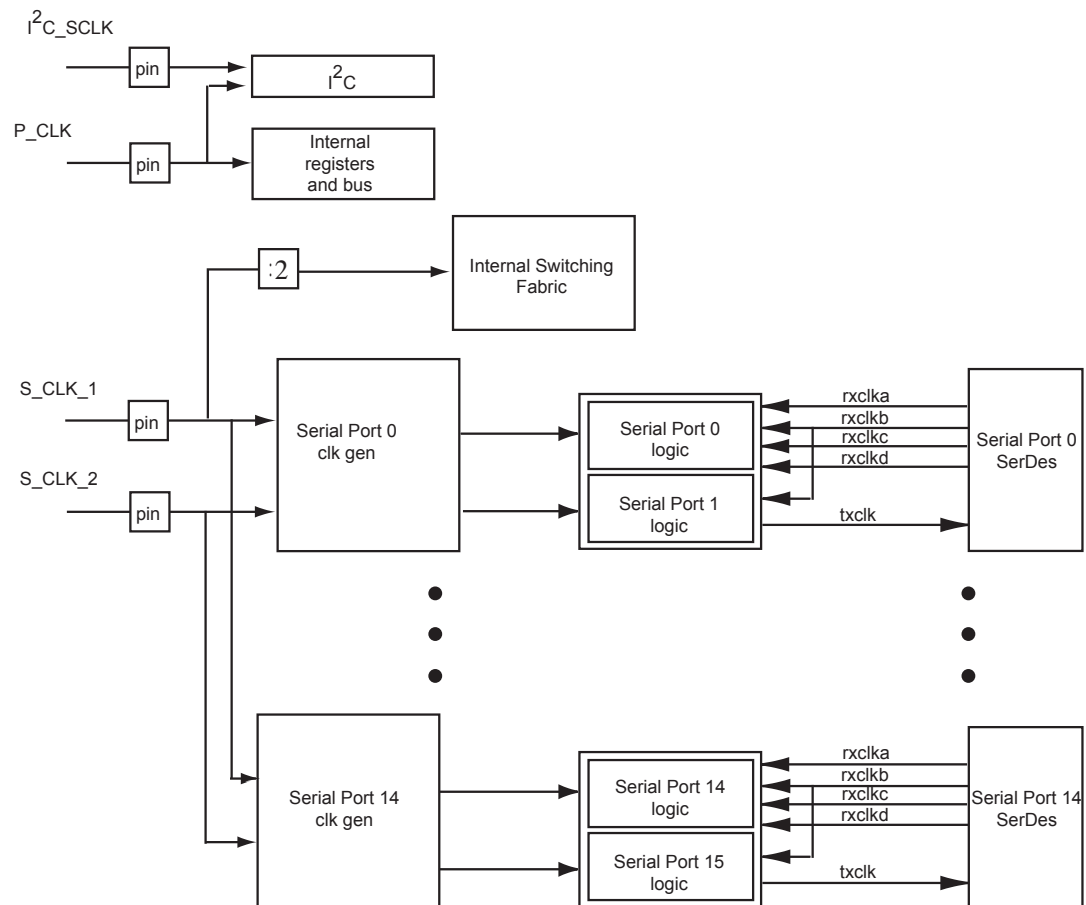 I²C_SCLK
pin
I²C
P_CLK
pin
Internal
registers
and bus
:2
Internal Switching
Fabric
S_CLK_1
pin
S_CLK_2
pin
Serial Port 0
clk gen
Serial Port 0
logic
Serial Port 1
logic
rxclka
rxclkb
rxclkc
rxclkd
txclk
Serial Port 0
SerDes
Serial Port 14
clk gen
Serial Port 14
logic
Serial Port 15
logic
rxclka
rxclkb
rxclkc
rxclkd
txclk
Serial Port 14
SerDes